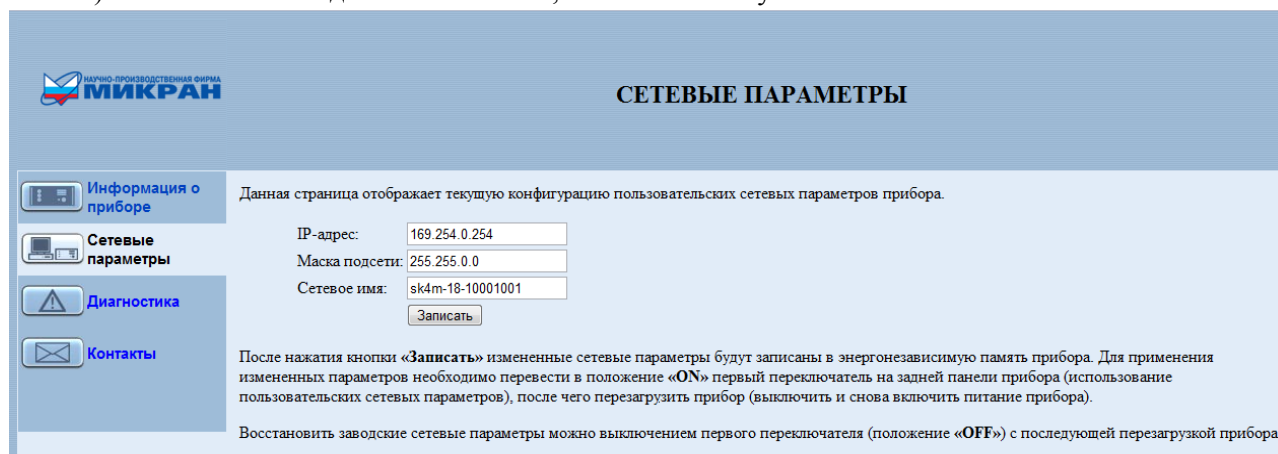 НАУЧНО-ПРОИЗВОДСТВЕННАЯ ФИРМА
МИКРАН
СЕТЕВЫЕ ПАРАМЕТРЫ
Информация о
приборе
Сетевые
параметры
Диагностика
Контакты
Данная страница отображает текущую конфигурацию пользовательских сетевых параметров прибора.
IP-адрес: 169.254.0.254
Маска подсети: 255.255.0.0
Сетевое имя: sk4m-18-10001001
Записать
После нажатия кнопки «Записать» измененные сетевые параметры будут записаны в энергонезависимую память прибора. Для применения
измененных параметров необходимо перевести в положение «ON» первый переключатель на задней панели прибора (использование
пользовательских сетевых параметров), после чего перезагрузить прибор (выключить и снова включить питание прибора).
Восстановить заводские сетевые параметры можно выключением первого переключателя (положение «OFF») с последующей перезагрузкой прибора